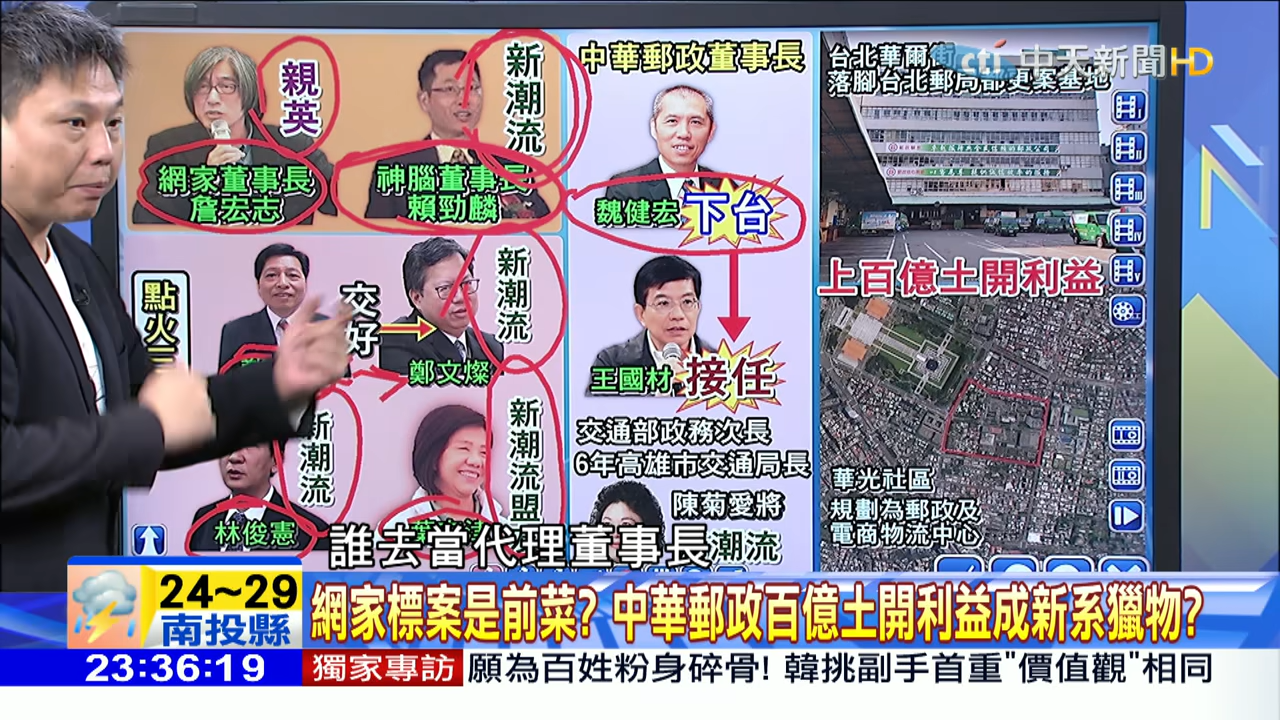 親英
網家董事長
詹宏志
新潮流
神腦董事長
賴勁麟
點火
交好
新潮流
鄭文燦
新潮流
林俊憲
新潮流盟
中華郵政董事長
魏健宏
下台
王國材
接任
交通部政務次長
6年高雄市交通局長
陳菊愛將
潮流
台北華爾街
落腳台北郵局都更案基地
cti 中天新聞HD
上百億土開利益
華光社區
規劃為郵政及
電商物流中心
誰去當代理董事長
24~29
南投縣
網家標案是前菜? 中華郵政百億土開利益成新系獵物?
23:36:19
獨家專訪
願為百姓粉身碎骨! 韓挑副手首重"價值觀"相同